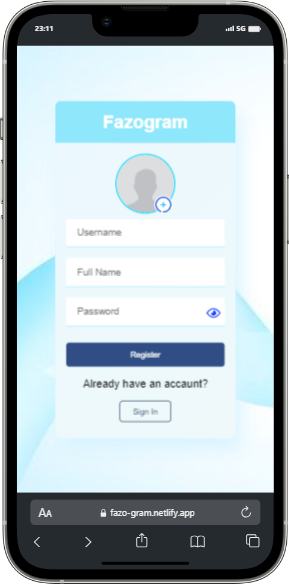 23:11
5G
Fazogram
Username
Full Name
Password
Register
Already have an accaunt?
Sign In
AA
fazo-gram.netlify.app